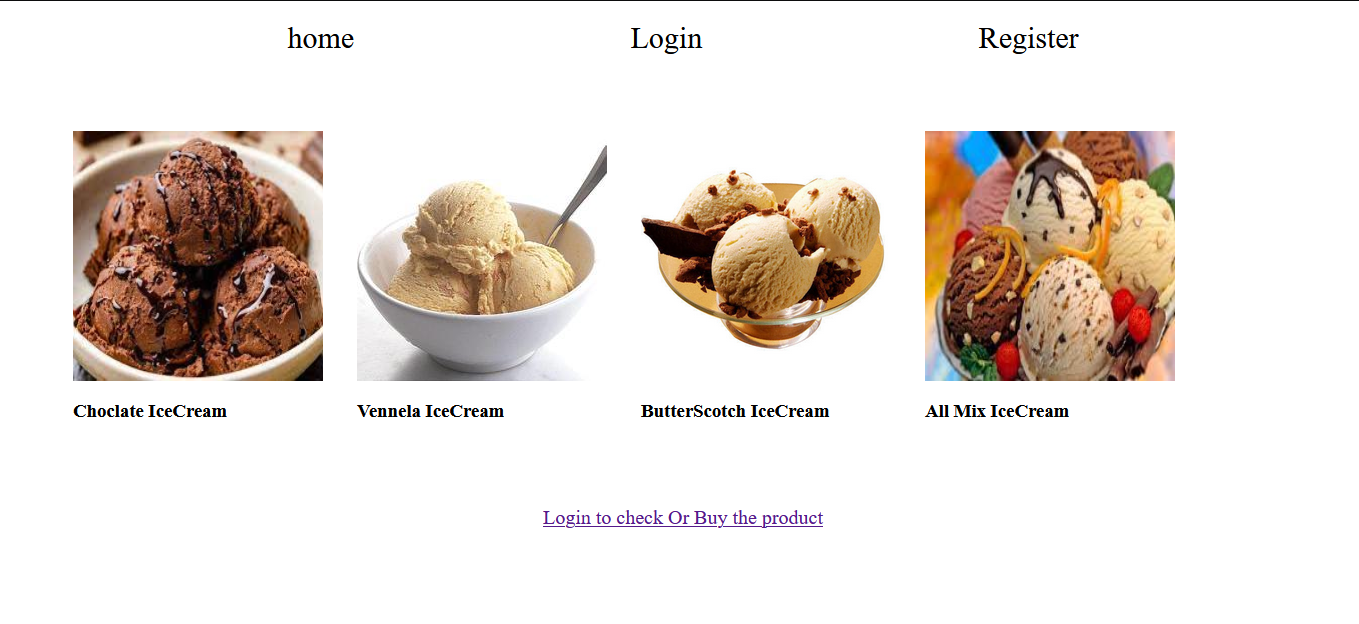 home Login Register
Choclate IceCream Vennela IceCream ButterScotch IceCream All Mix IceCream
Login to check Or Buy the product